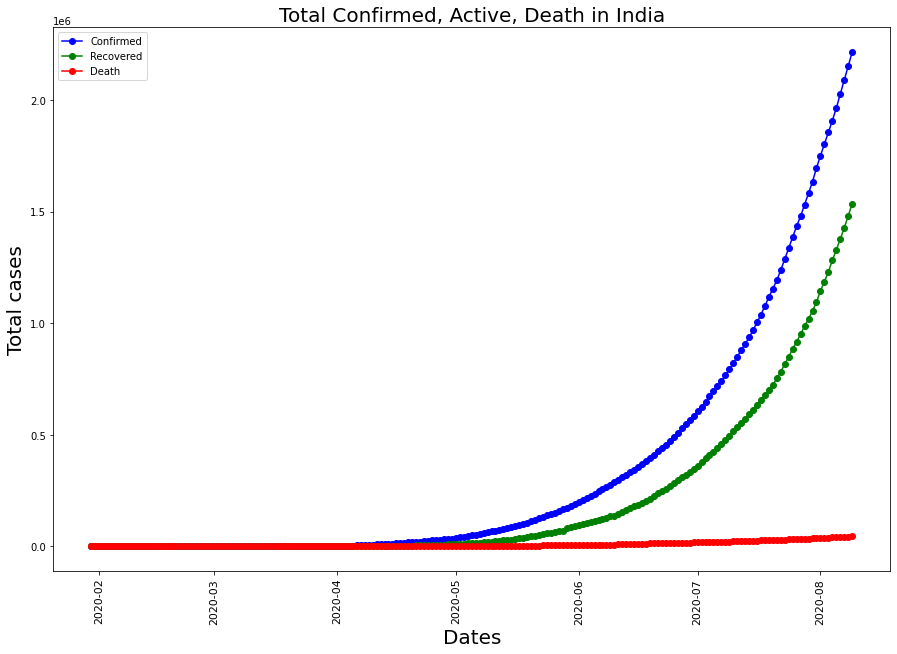 Total Confirmed, Active, Death in India
1e6
Confirmed
Recovered
Death
2.0
1.5
1.0
0.5
0.0
Total cases
2020-02
2020-03
2020-04
2020-05
2020-06
2020-07
2020-08
Dates